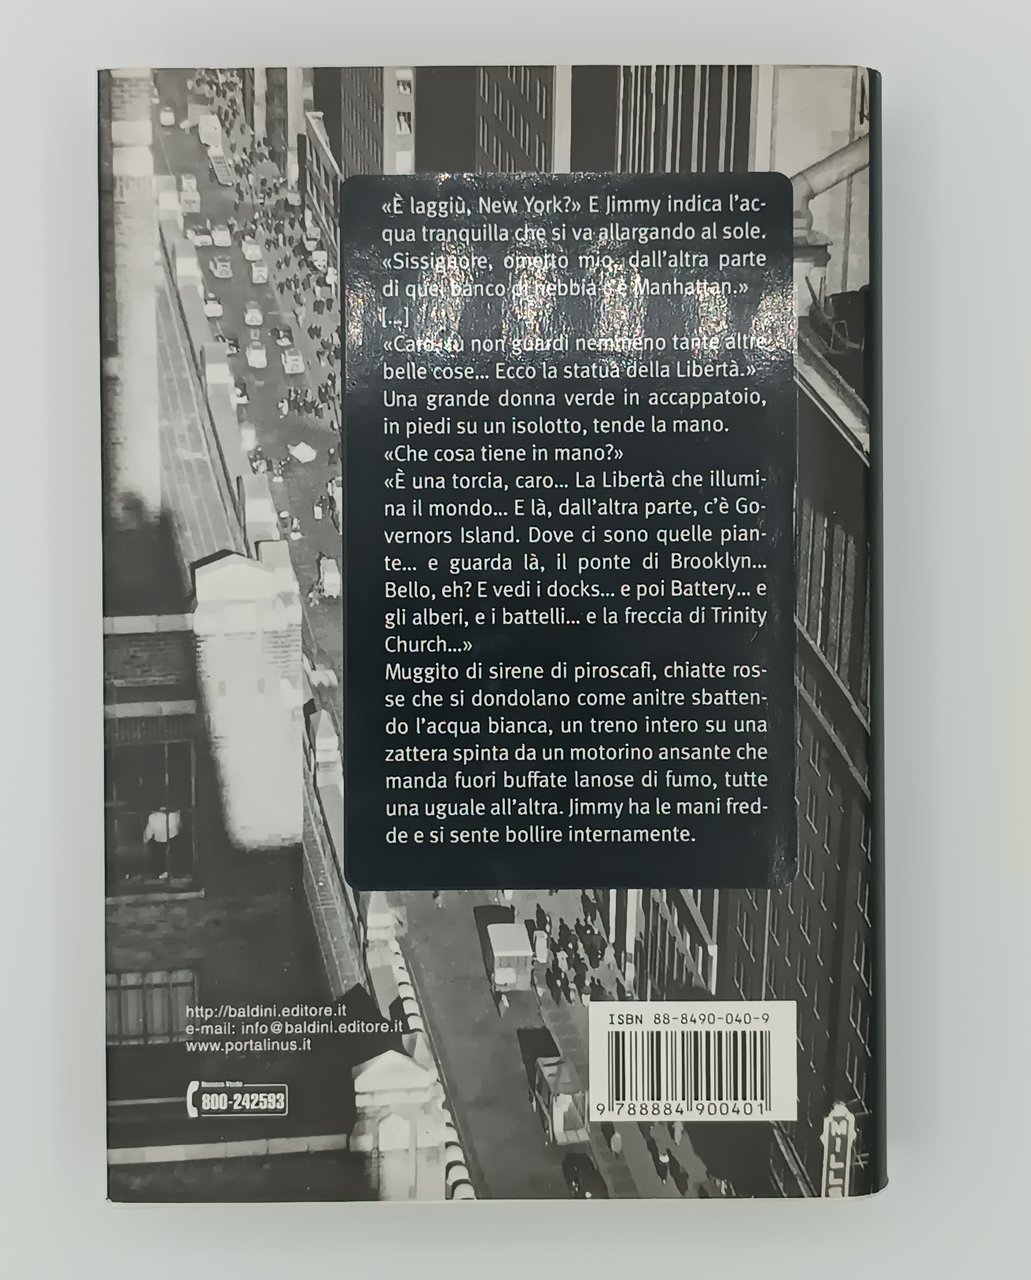 «È laggiù, New York?» E Jimmy indica l'ac-
qua tranquilla che si va allargando al sole.
«Sissignore, ometto mio, dall'altra parte
di quel banco di nebbia c'è Manhattan.»
[...]
«Caro, tu non guardi nemmeno tante altre
belle cose... Ecco la statua della Libertà.»
Una grande donna verde in accappatoio,
in piedi su un isolotto, tende la mano.
«Che cosa tiene in mano?»
«È una torcia, caro... La Libertà che illumi-
na il mondo... E là, dall'altra parte, c'è Go-
vernors Island. Dove ci sono quelle pian-
te... e guarda là, il ponte di Brooklyn...
Bello, eh? E vedi i docks... e poi Battery... e
gli alberi, e i battelli... e la freccia di Trinity
Church...»
Muggito di sirene di piroscafi, chiatte ros-
se che si dondolano come anitre sbatten-
do l'acqua bianca, un treno intero su una
zattera spinta da un motorino ansante che
manda fuori buffate lanose di fumo, tutte
una uguale all'altra. Jimmy ha le mani fred-
de e si sente bollire internamente.
http://baldini.editore.it
e-mail: info@baldini.editore.it
www.portalinus.it
Numero Verde
800-242593
ISBN 88-8490-040-9
9 788884 900401